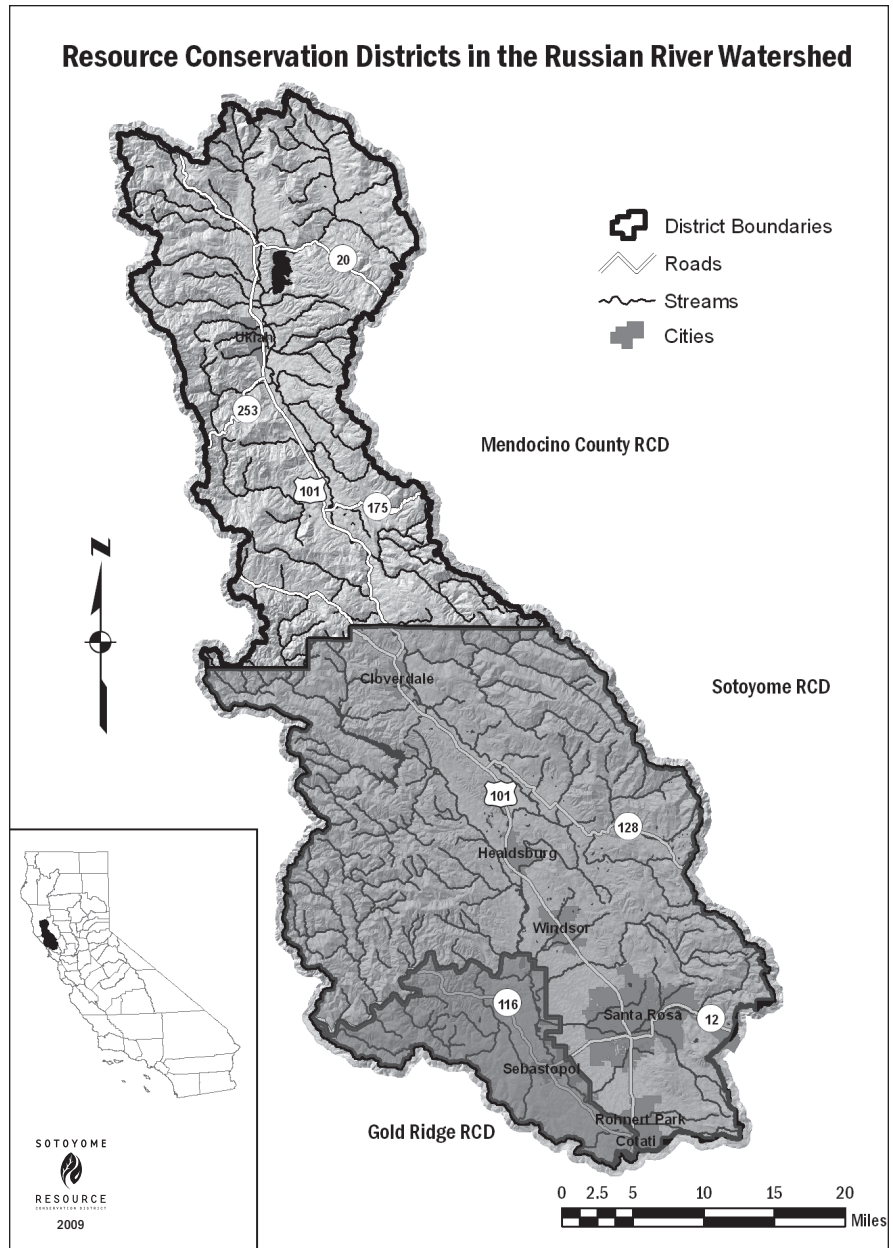 Resource Conservation Districts in the Russian River Watershed
District Boundaries
Roads
20
Streams
Ukiah
Cities
253
Mendocino County RCD
101
175
Z
Cloverdale
Sotoyome RCD
101
128
Healdsburg
Windsor
116
Santa Rosa
12
Sebastopol
Rohnert Park
Gold Ridge RCD
Cotati
SOTOYOME
RESOURCE
CONSERVATION DISTRICT
2009
0 2.5 5 10 15 20
Miles